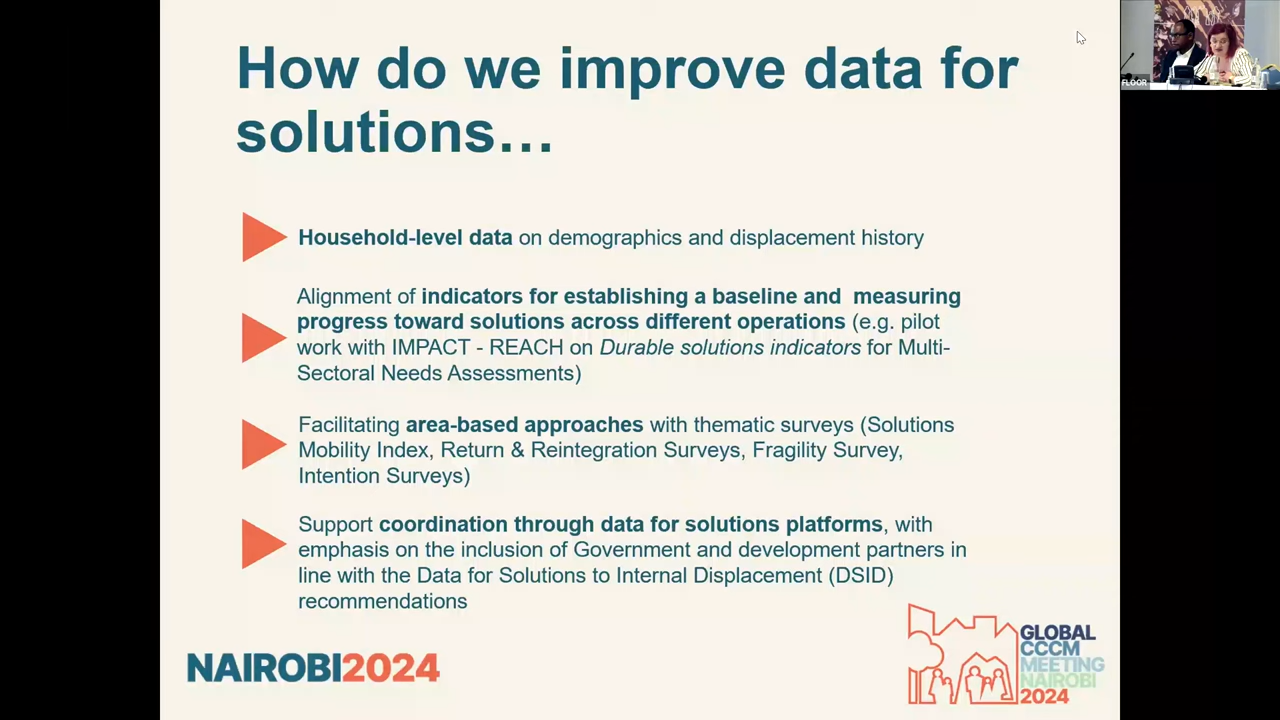 How do we improve data for
solutions…
FLOOR
Household-level data on demographics and displacement history
Alignment of indicators for establishing a baseline and  measuring
progress toward solutions across different operations (e.g. pilot
work with IMPACT - REACH on Durable solutions indicators for Multi-
Sectoral Needs Assessments)
Facilitating area-based approaches with thematic surveys (Solutions
Mobility Index, Return & Reintegration Surveys, Fragility Survey,
Intention Surveys)
Support coordination through data for solutions platforms, with
emphasis on the inclusion of Government and development partners in
line with the Data for Solutions to Internal Displacement (DSID)
recommendations
NAIROBI2024
GLOBAL
CCCM
MEETING
NAIROBI
2024